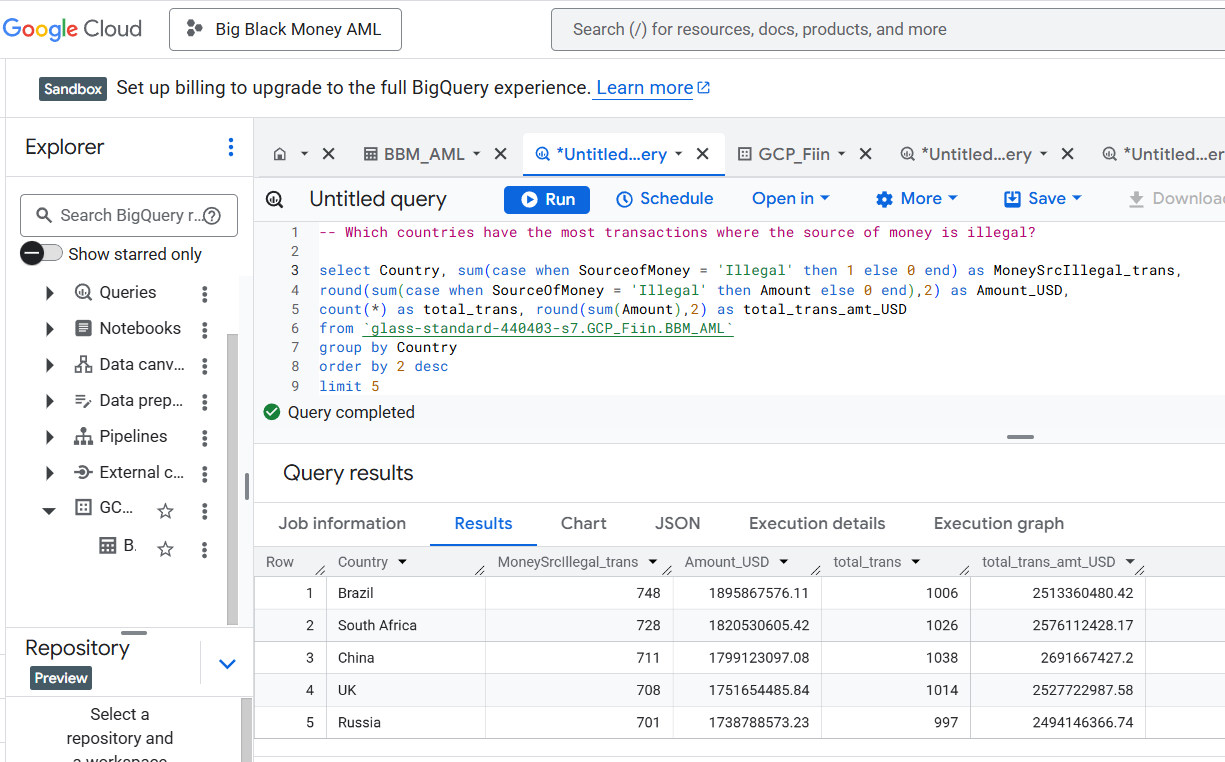 Google Cloud
Big Black Money AML
Search (/) for resources, docs, products, and more
Sandbox
Set up billing to upgrade to the full BigQuery experience. Learn more
Explorer
Search BigQuery r...
Show starred only
Queries
Notebooks
Data canv...
Data prep...
Pipelines
External c...
GC...
B.
Repository
Preview
Select a
repository and
a workspace
BBM_AML
*Untitled...ery
GCP_Fiin
*Untitled...ery
*Untitled...er
Untitled query
Run
Schedule
Open in
More
Save
Downloa
1 -- Which countries have the most transactions where the source of money is illegal?
2
3 select Country, sum(case when SourceofMoney = 'Illegal' then 1 else 0 end) as MoneySrcIllegal_trans,
4 round(sum(case when SourceOfMoney = 'Illegal' then Amount else 0 end),2) as Amount_USD,
5 count(*) as total_trans, round(sum(Amount),2) as total_trans_amt_USD
6 from `glass-standard-440403-s7.GCP_Fiin.BBM_AML`
7 group by Country
8 order by 2 desc
9 limit 5
Query completed
Query results
Job information Results Chart JSON Execution details Execution graph
Row Country MoneySrcIllegal_trans Amount_USD total_trans total_trans_amt_USD
1 Brazil 748 1895867576.11 1006 2513360480.42
2 South Africa 728 1820530605.42 1026 2576112428.17
3 China 711 1799123097.08 1038 2691667427.2
4 UK 708 1751654485.84 1014 2527722987.58
5 Russia 701 1738788573.23 997 2494146366.74